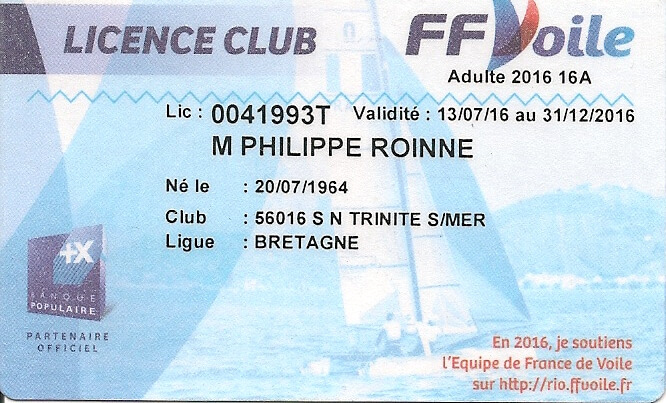 LICENCE CLUB
FFVoile
Adulte 2016 16A
Lic : 0041993T Validité : 13/07/16 au 31/12/2016
M PHILIPPE ROINNE
Né le : 20/07/1964
Club : 56016 S N TRINITE S/MER
Ligue : BRETAGNE
+X
BANQUE
POPULAIRE
PARTENAIRE
OFFICIEL
En 2016, je soutiens
l'Equipe de France de Voile
sur http://rio.ffvoile.fr